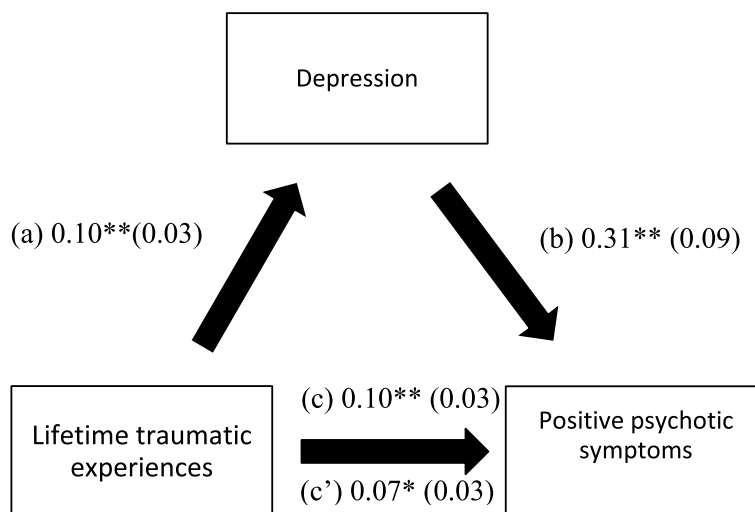 Depression
(a) 0.10**(0.03)
(b) 0.31** (0.09)
Lifetime traumatic
experiences
(c) 0.10** (0.03)
(c’) 0.07* (0.03)
Positive psychotic
symptoms